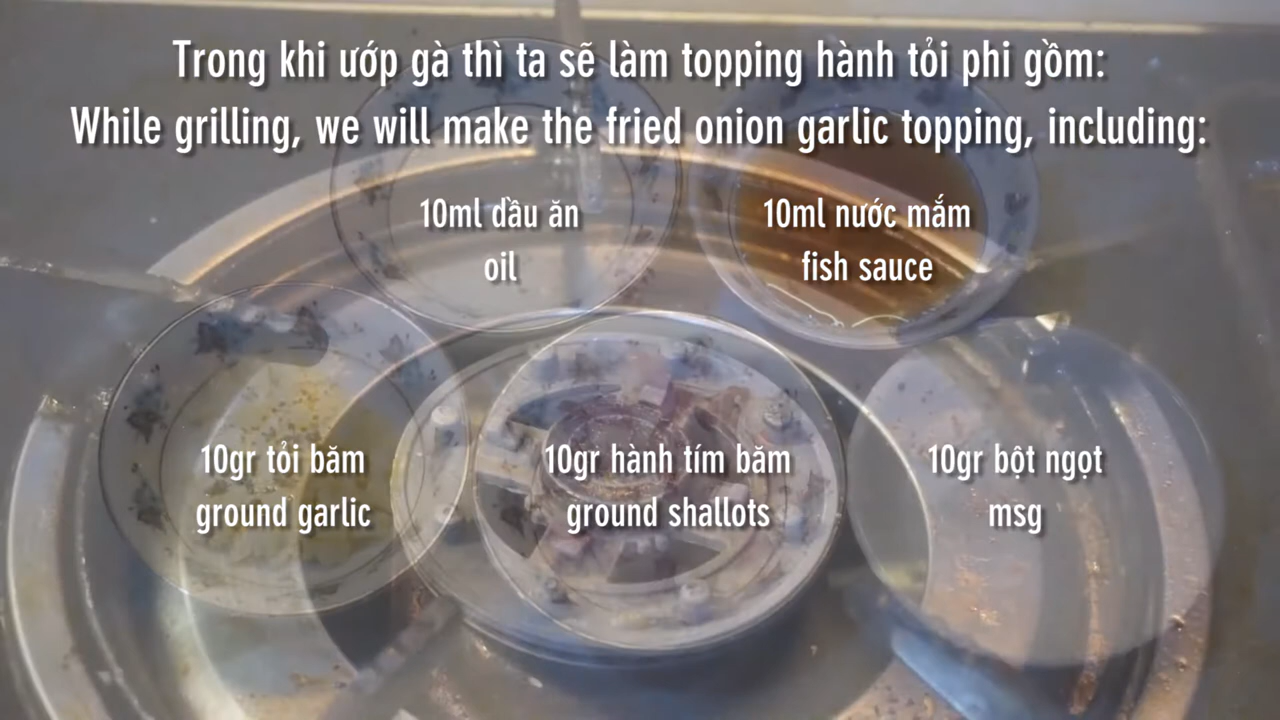 Trong khi ướp gà thì ta sẽ làm topping hành tỏi phi gồm:
While grilling, we will make the fried onion garlic topping, including:
10ml dầu ăn
oil
10ml nước mắm
fish sauce
10gr tỏi băm
ground garlic
10gr hành tím băm
ground shallots
10gr bột ngọt
msg